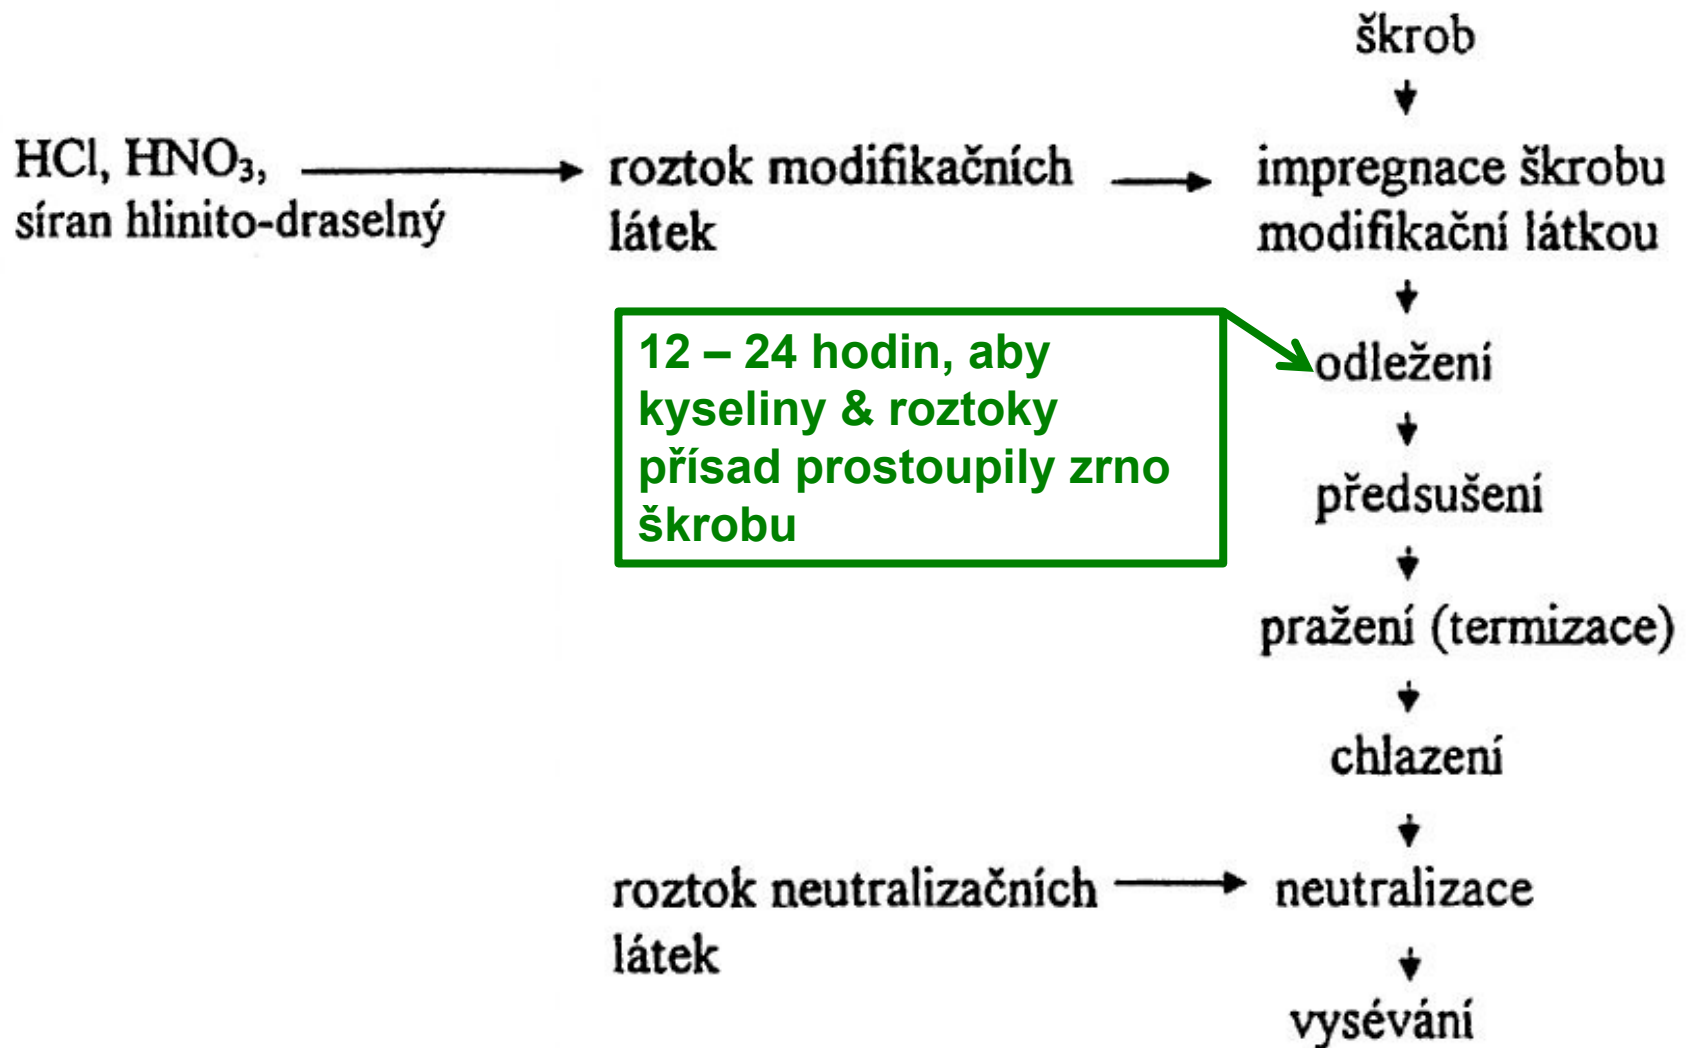 škrob
HCl, HNO₃,
síran hlinito-draselný
roztok modifikačních
látek
impregnace škrobu
modifikační látkou
12 – 24 hodin, aby
kyseliny & roztoky
přísad prostoupily zrno
škrobu
odležení
předsušení
pražení (termizace)
chlazení
roztok neutralizačních
látek
neutralizace
vysévání